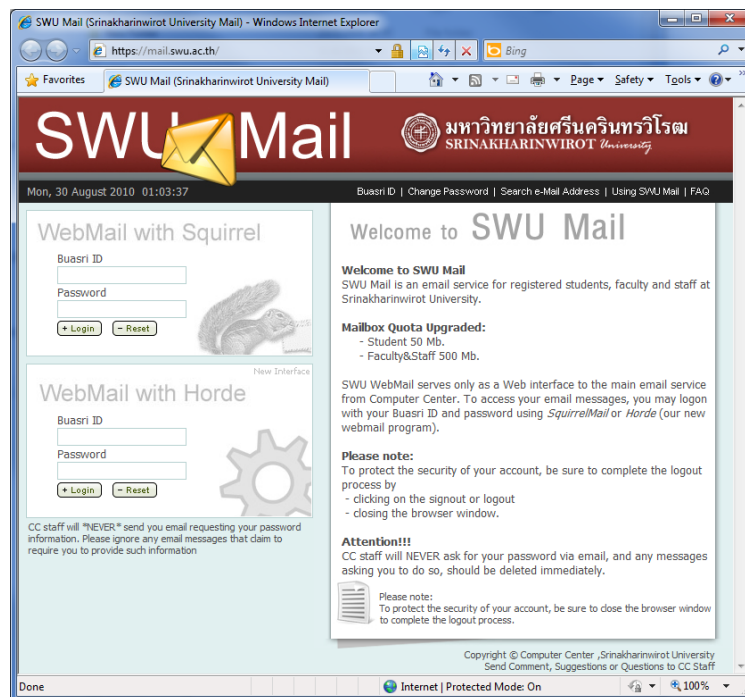 SWU Mail (Srinakharinwirot University Mail) - Windows Internet Explorer
https://mail.swu.ac.th/
Bing
Favorites
SWU Mail (Srinakharinwirot University Mail)
Page
Safety
Tools
SWU Mail
มหาวิทยาลัยศรีนครินทรวิโรฒ
SRINAKHARINWIROT University
Mon, 30 August 2010 01:03:37
Buasri ID | Change Password | Search e-Mail Address | Using SWU Mail | FAQ
WebMail with Squirrel
Buasri ID
Password
+ Login
- Reset
New Interface
WebMail with Horde
Buasri ID
Password
+ Login
- Reset
CC staff will *NEVER* send you email requesting your password
information. Please ignore any email messages that claim to
require you to provide such information
Welcome to SWU Mail
Welcome to SWU Mail
SWU Mail is an email service for registered students, faculty and staff at
Srinakharinwirot University.
Mailbox Quota Upgraded:
- Student 50 Mb.
- Faculty&Staff 500 Mb.
SWU WebMail serves only as a Web interface to the main email service
from Computer Center. To access your email messages, you may logon
with your Buasri ID and password using SquirrelMail or Horde (our new
webmail program).
Please note:
To protect the security of your account, be sure to complete the logout
process by
- clicking on the signout or logout
- closing the browser window.
Attention!!!
CC staff will NEVER ask for your password via email, and any messages
asking you to do so, should be deleted immediately.
Please note:
To protect the security of your account, be sure to close the browser window
to complete the logout process.
Copyright © Computer Center ,Srinakharinwirot University
Send Comment, Suggestions or Questions to CC Staff
Done
Internet | Protected Mode: On
100%